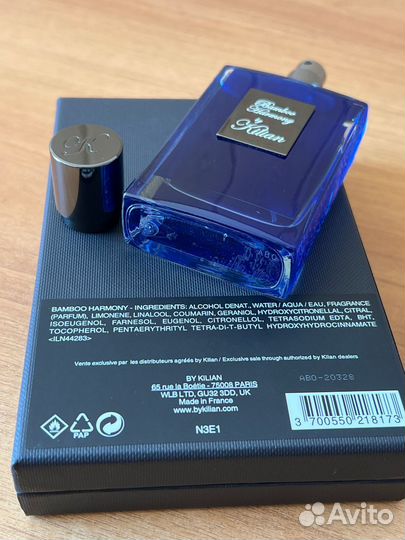 K
Bamboo
Harmony
by
Kilian
ABO
BAMBOO HARMONY - INGREDIENTS: ALCOHOL DENAT., WATER / AQUA / EAU, FRAGRANCE
(PARFUM), LIMONENE, LINALOOL, COUMARIN, GERANIOL, HYDROXYCITRONELLAL, CITRAL,
ISOEUGENOL, FARNESOL, EUGENOL, CITRONELLOL, TETRASODIUM EDTA, BHT,
TOCOPHEROL, PENTAERYTHRITYL TETRA-DI-T-BUTYL HYDROXYHYDROCINNAMATE
<ILN44283>
Vente exclusive par les distributeurs agréés by Kilian / Exclusive sale through authorized by Kilian dealers
BY KILIAN
65 rue la Boétie - 75008 PARIS
WLB LTD, GU32 3DD, UK
Made in France
www.bykilian.com
N3E1
PAP
ABO-20328
3 700550 218173
Avito